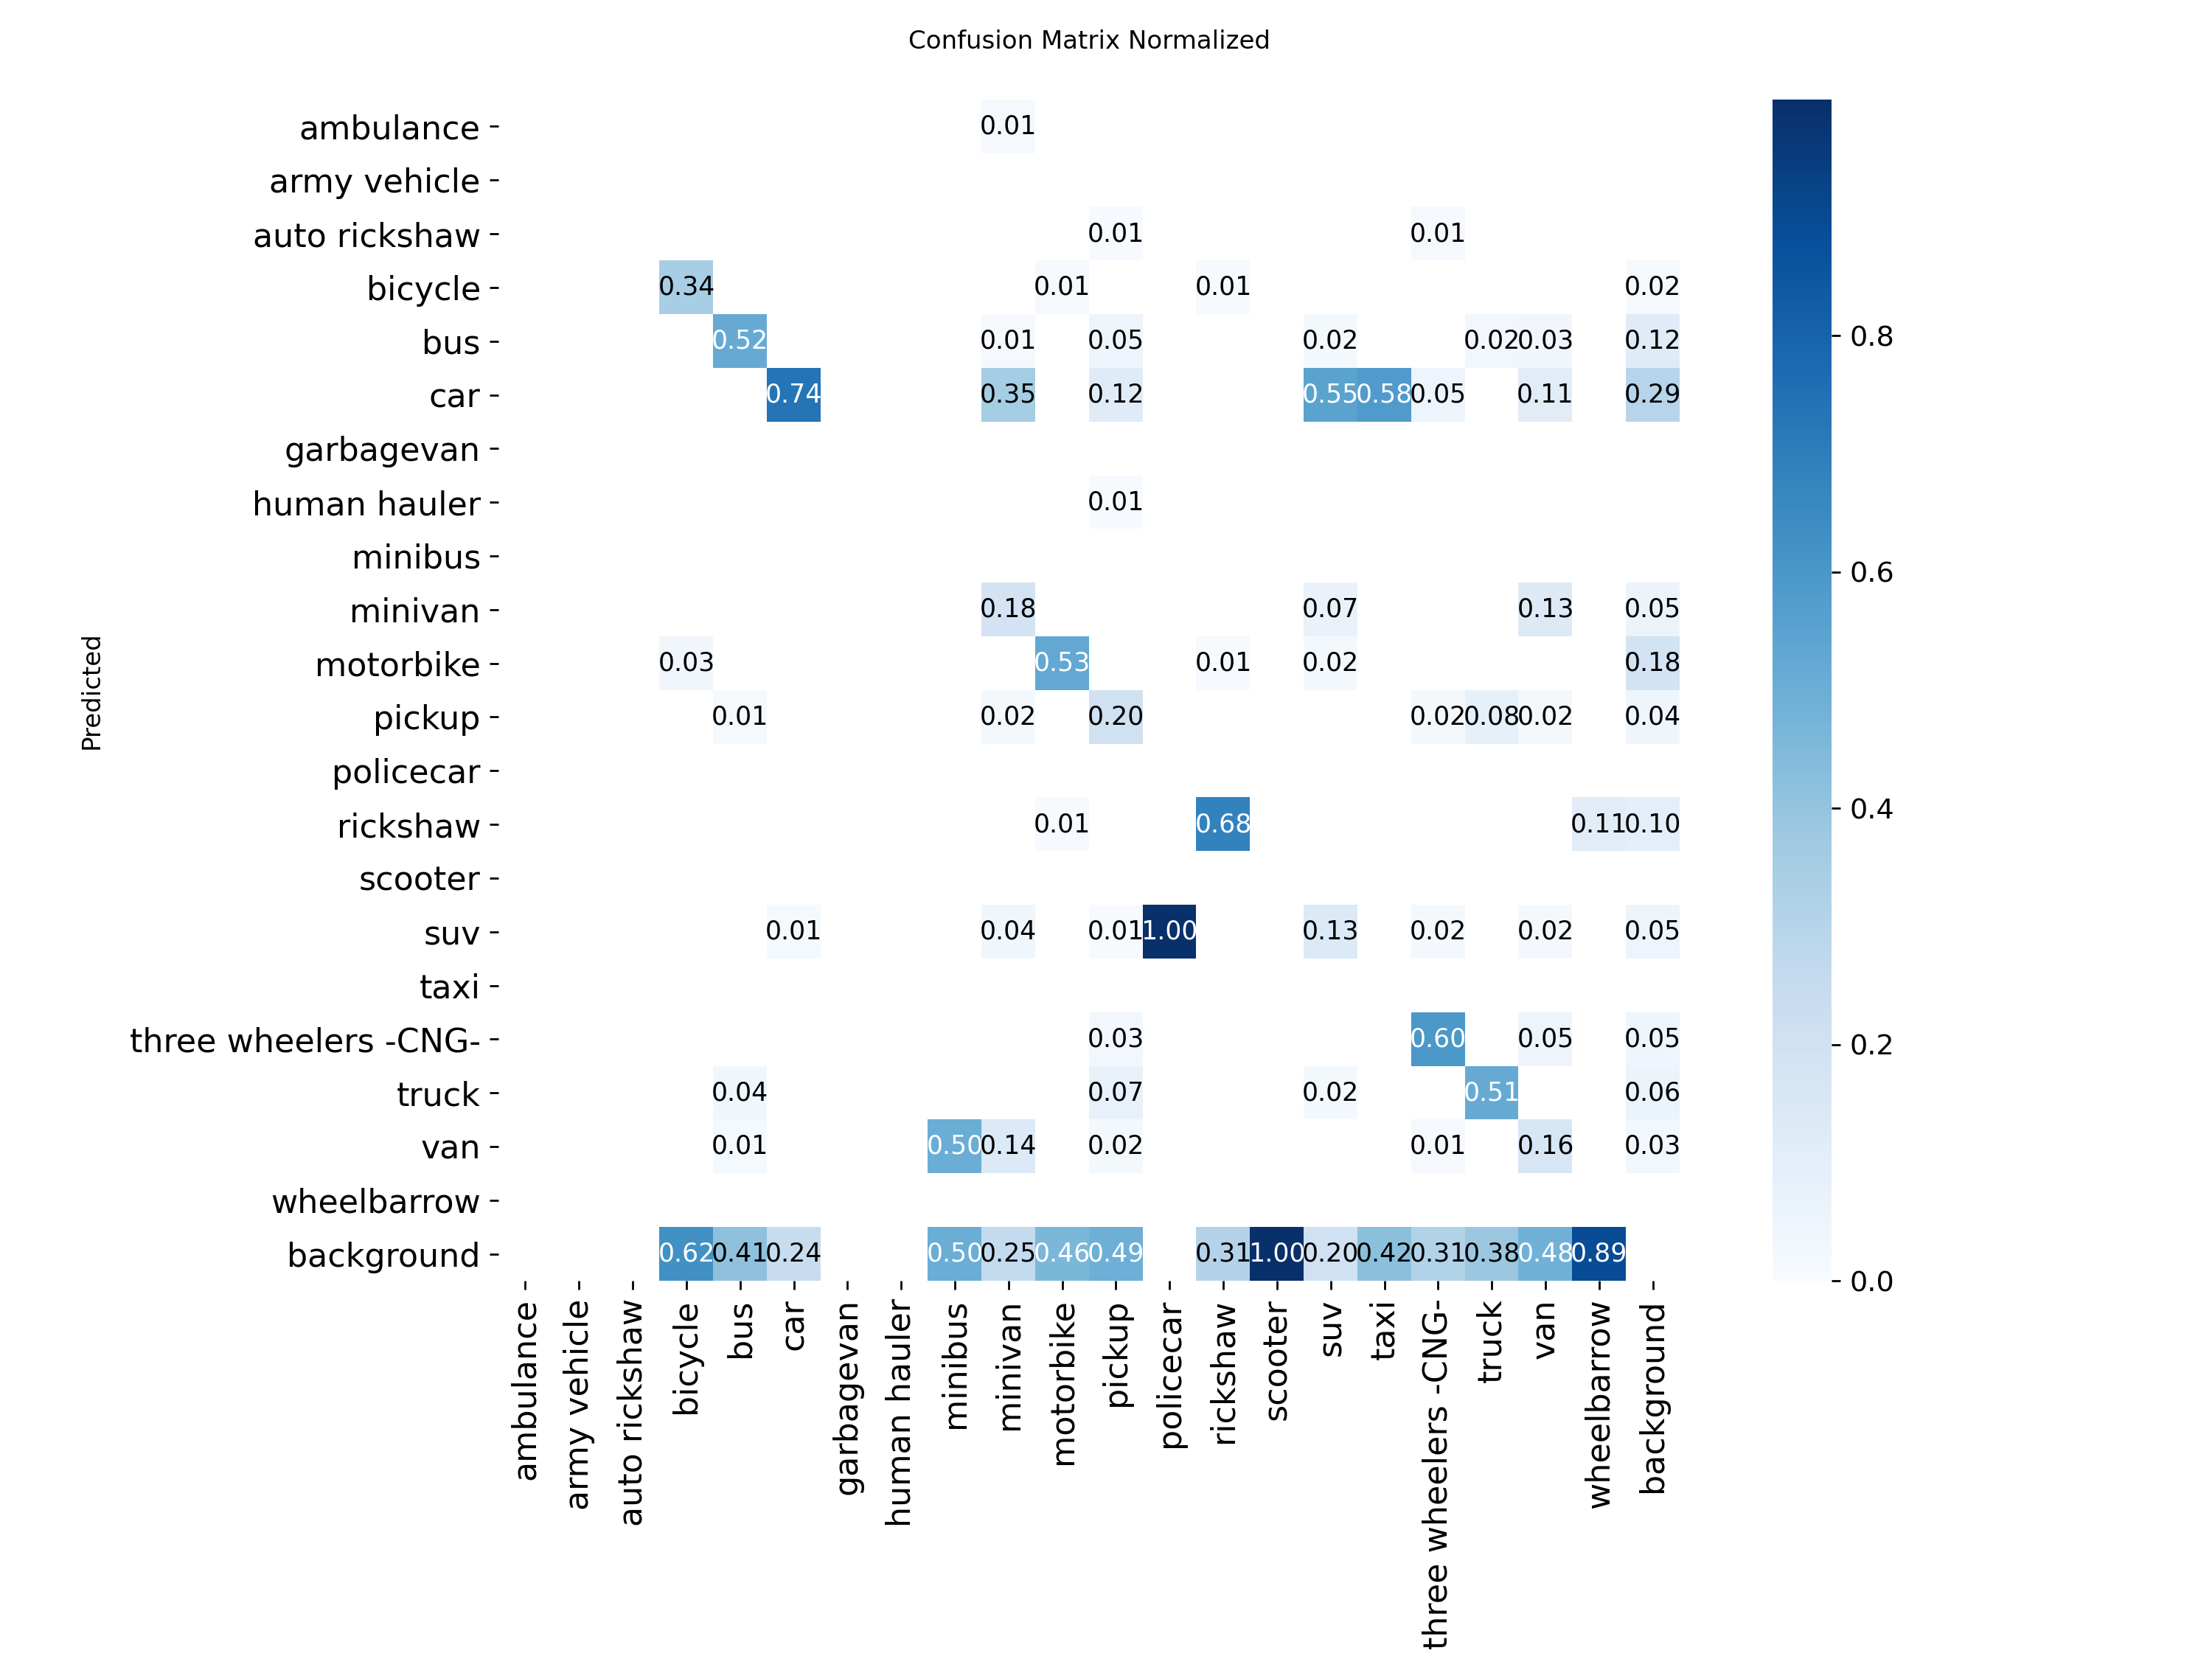 Confusion Matrix Normalized
ambulance 0.01
army vehicle
auto rickshaw 0.01 0.01
bicycle 0.34 0.01 0.01 0.02
bus 0.52 0.01 0.05 0.02 0.02 0.03 0.12
0.8
car 0.74 0.35 0.12 0.55 0.58 0.05 0.11 0.29
garbagevan
human hauler 0.01
minibus
0.6
minivan 0.18 0.07 0.13 0.05
Predicted
motorbike 0.03 0.53 0.01 0.02 0.18
pickup 0.01 0.02 0.20 0.02 0.08 0.02 0.04
policecar
0.4
rickshaw 0.01 0.68 0.11 0.10
scooter
suv 0.01 0.04 0.01 1.00 0.13 0.02 0.02 0.05
taxi
three wheelers -CNG- 0.03 0.60 0.05 0.05
0.2
truck 0.04 0.07 0.02 0.51 0.06
van 0.01 0.50 0.14 0.02 0.01 0.16 0.03
wheelbarrow
background 0.62 0.41 0.24 0.50 0.25 0.46 0.49 0.31 1.00 0.20 0.42 0.31 0.38 0.48 0.89
0.0
ambulance
army vehicle
auto rickshaw
bicycle
bus
car
garbagevan
human hauler
minibus
minivan
motorbike
pickup
policecar
rickshaw
scooter
suv
taxi
three wheelers -CNG-
truck
van
wheelbarrow
background